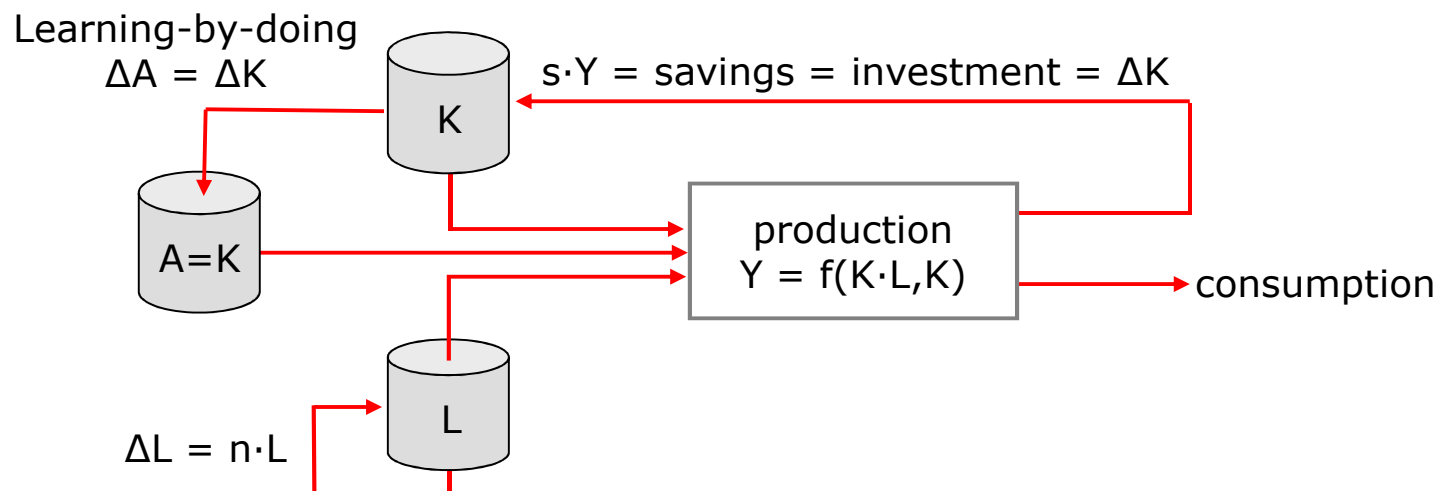 Learning-by-doing
ΔA = ΔK
K
s·Y = savings = investment = ΔK
A=K
production
Y = f(K·L,K)
consumption
L
ΔL = n·L